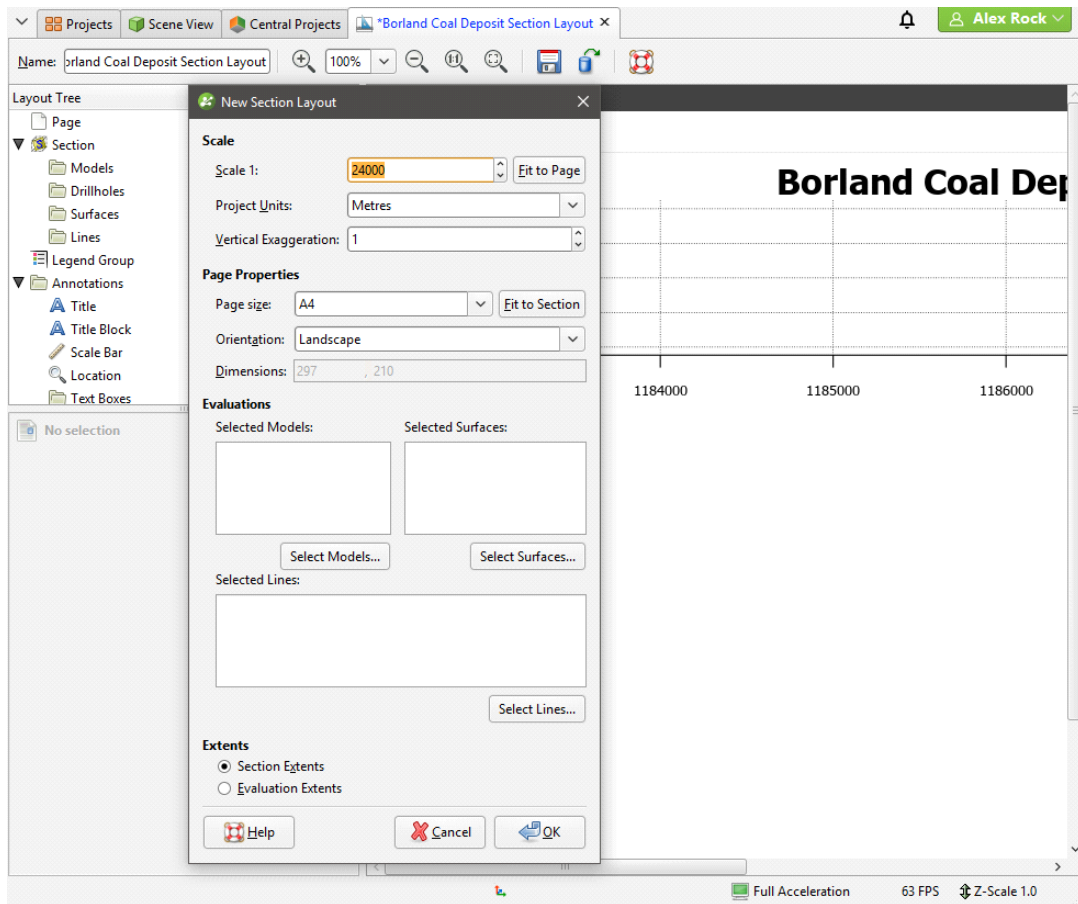 Projects Scene View Central Projects *Borland Coal Deposit Section Layout Alex Rock
Name: orland Coal Deposit Section Layout 100%
Layout Tree
Page
Section
Models
Drillholes
Surfaces
Lines
Legend Group
Annotations
Title
Title Block
Scale Bar
Location
Text Boxes
No selection
New Section Layout
Scale
Scale 1: 24000 Fit to Page
Project Units: Metres
Vertical Exaggeration: 1
Page Properties
Page size: A4 Fit to Section
Orientation: Landscape
Dimensions: 297 , 210
Evaluations
Selected Models: Selected Surfaces:
Select Models... Select Surfaces...
Selected Lines:
Select Lines...
Extents
Section Extents
Evaluation Extents
Help Cancel OK
Borland Coal Dep
1184000 1185000 1186000
Full Acceleration 63 FPS Z-Scale 1.0